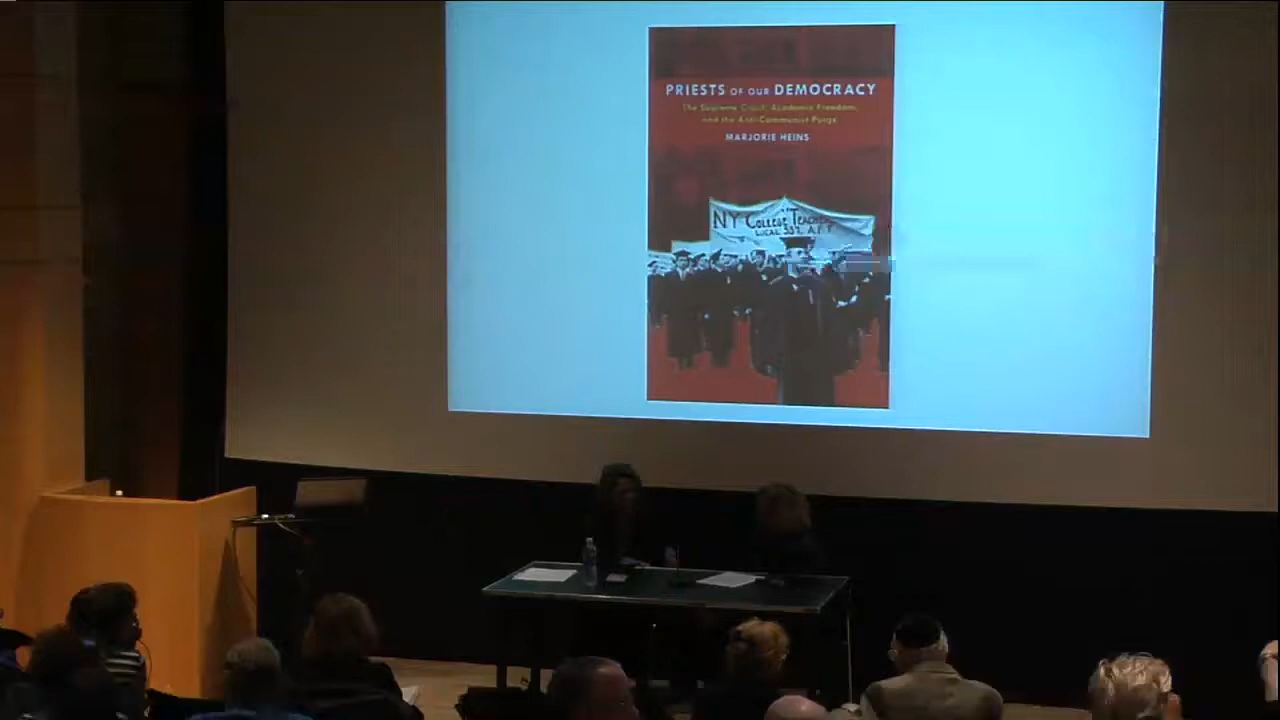 PRIESTS OF OUR DEMOCRACY
The Supreme Court, Academic Freedom,
and the Anti-Communist Purge
MARJORIE HEINS
NY COLLEGE TEACHERS
LOCAL 537, A.F.T